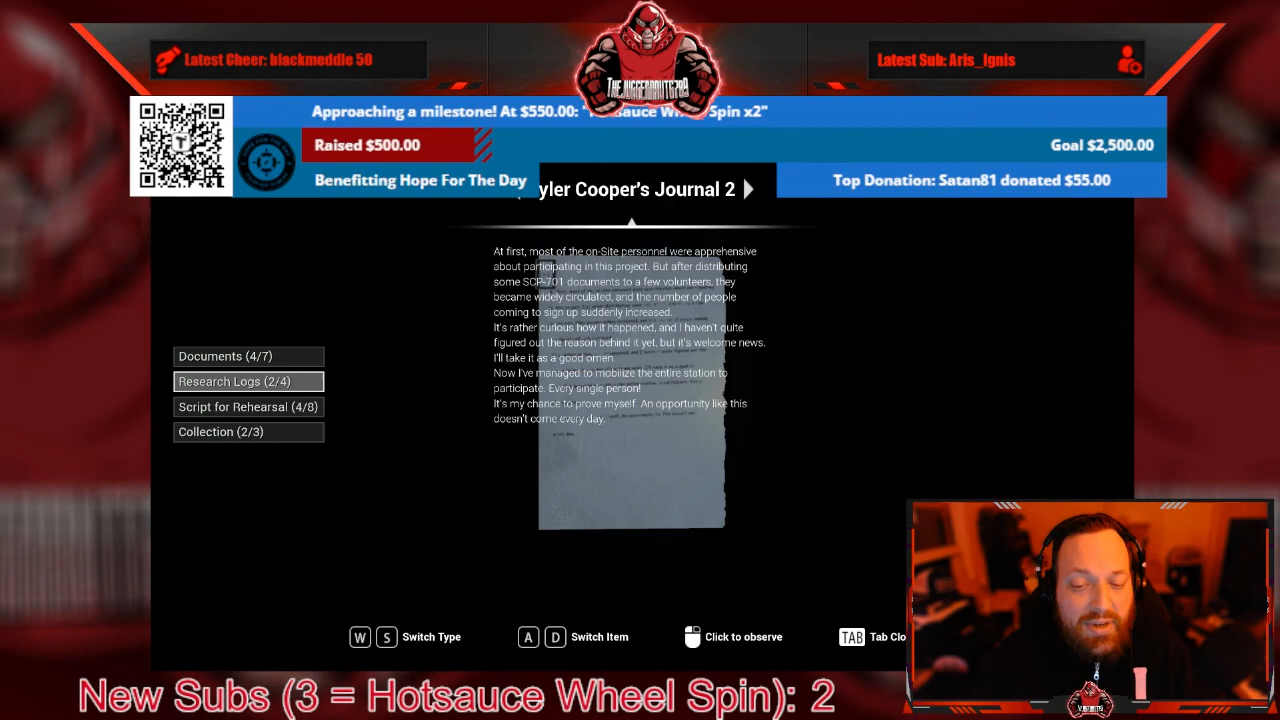 Latest Cheer: blackmeddle 50
THEJUGGERNAUT6789
Latest Sub: Aris_Ignis
Approaching a milestone! At $550.00: "
Spin x2"
Raised $500.00
Goal $2,500.00
Benefitting Hope For The Day
Top Donation: Satan81 donated $55.00
yler Cooper's Journal 2
At first, most of the on-Site personnel were apprehensive
about participating in this project. But after distributing
some SCP-701 documents to a few volunteers, they
became widely circulated, and the number of people
coming to sign up suddenly increased.
It's rather curious how it happened, and I haven't quite
figured out the reason behind it yet, but it's welcome news.
I'll take it as a good omen.
Now I've managed to mobilize the entire station to
participate. Every single person!
It's my chance to prove myself. An opportunity like this
doesn't come every day.
Documents (4/7)
Research Logs (2/4)
Script for Rehearsal (4/8)
Collection (2/3)
W S Switch Type
A D Switch Item
Click to observe
TAB Tab Clo
New Subs (3 = Hotsauce Wheel Spin): 2